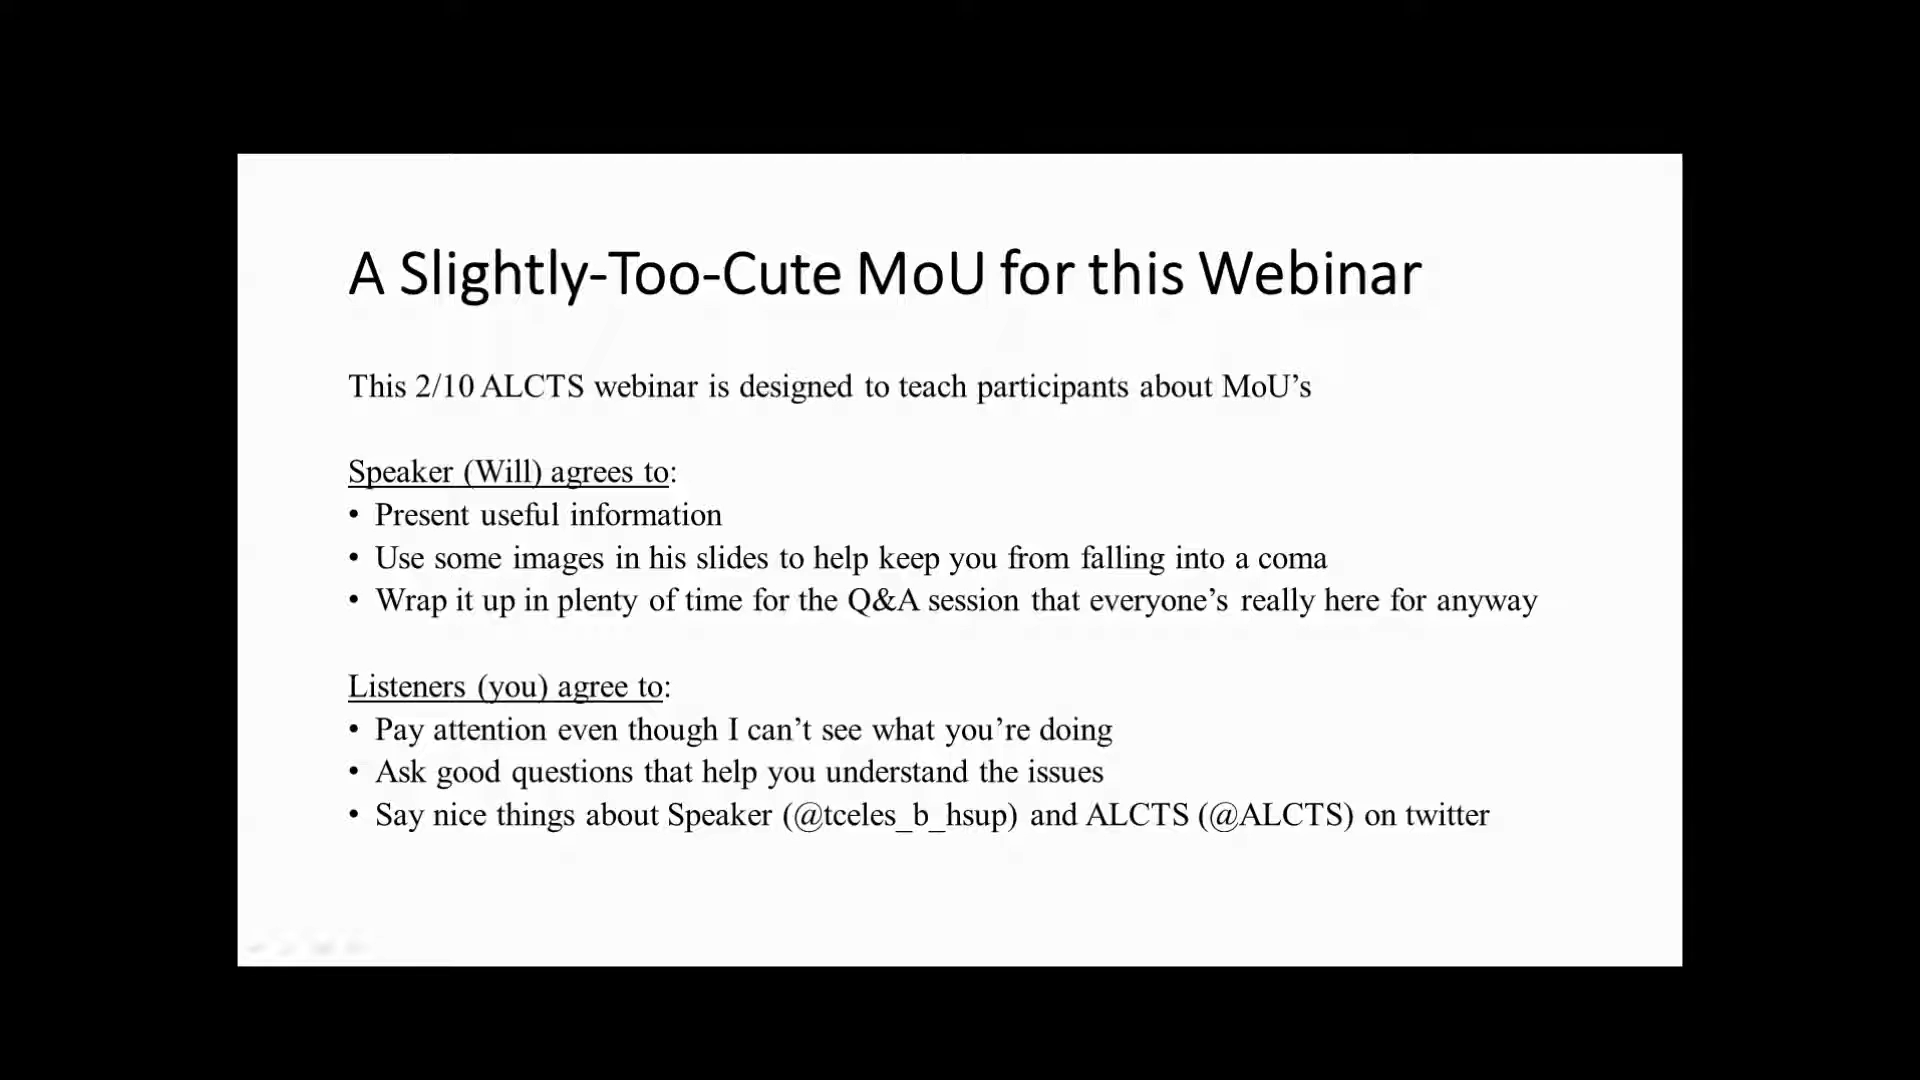 A Slightly-Too-Cute MoU for this Webinar
This 2/10 ALCTS webinar is designed to teach participants about MoU’s
Speaker (Will) agrees to:
• Present useful information
• Use some images in his slides to help keep you from falling into a coma
• Wrap it up in plenty of time for the Q&A session that everyone’s really here for anyway
Listeners (you) agree to:
• Pay attention even though I can’t see what you’re doing
• Ask good questions that help you understand the issues
• Say nice things about Speaker (@tceles_b_hsup) and ALCTS (@ALCTS) on twitter